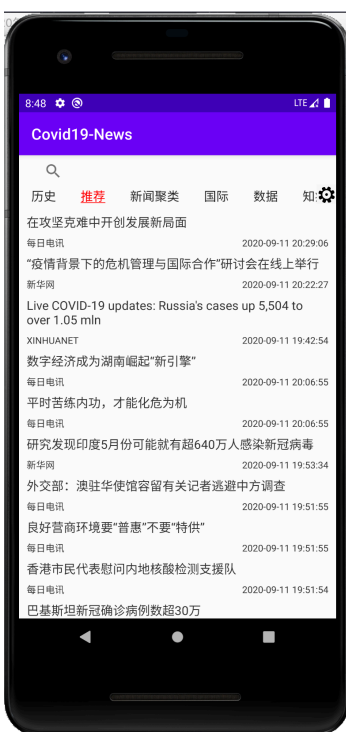 8:48 LTE
Covid19-News
历史 推荐 新闻聚类 国际 数据 知
在攻坚克难中开创发展新局面
每日电讯 2020-09-11 20:29:06
“疫情背景下的危机管理与国际合作”研讨会在线上举行
新华网 2020-09-11 20:22:27
Live COVID-19 updates: Russia's cases up 5,504 to
over 1.05 mln
XINHUANET 2020-09-11 19:42:54
数字经济成为湖南崛起“新引擎”
每日电讯 2020-09-11 20:06:55
平时苦练内功，才能化危为机
每日电讯 2020-09-11 20:06:55
研究发现印度5月份可能就有超640万人感染新冠病毒
新华网 2020-09-11 19:53:34
外交部：澳驻华使馆容留有关记者逃避中方调查
每日电讯 2020-09-11 19:51:55
良好营商环境要“普惠”不要“特供”
每日电讯 2020-09-11 19:51:55
香港市民代表慰问内地核酸检测支援队
每日电讯 2020-09-11 19:51:54
巴基斯坦新冠确诊病例数超30万